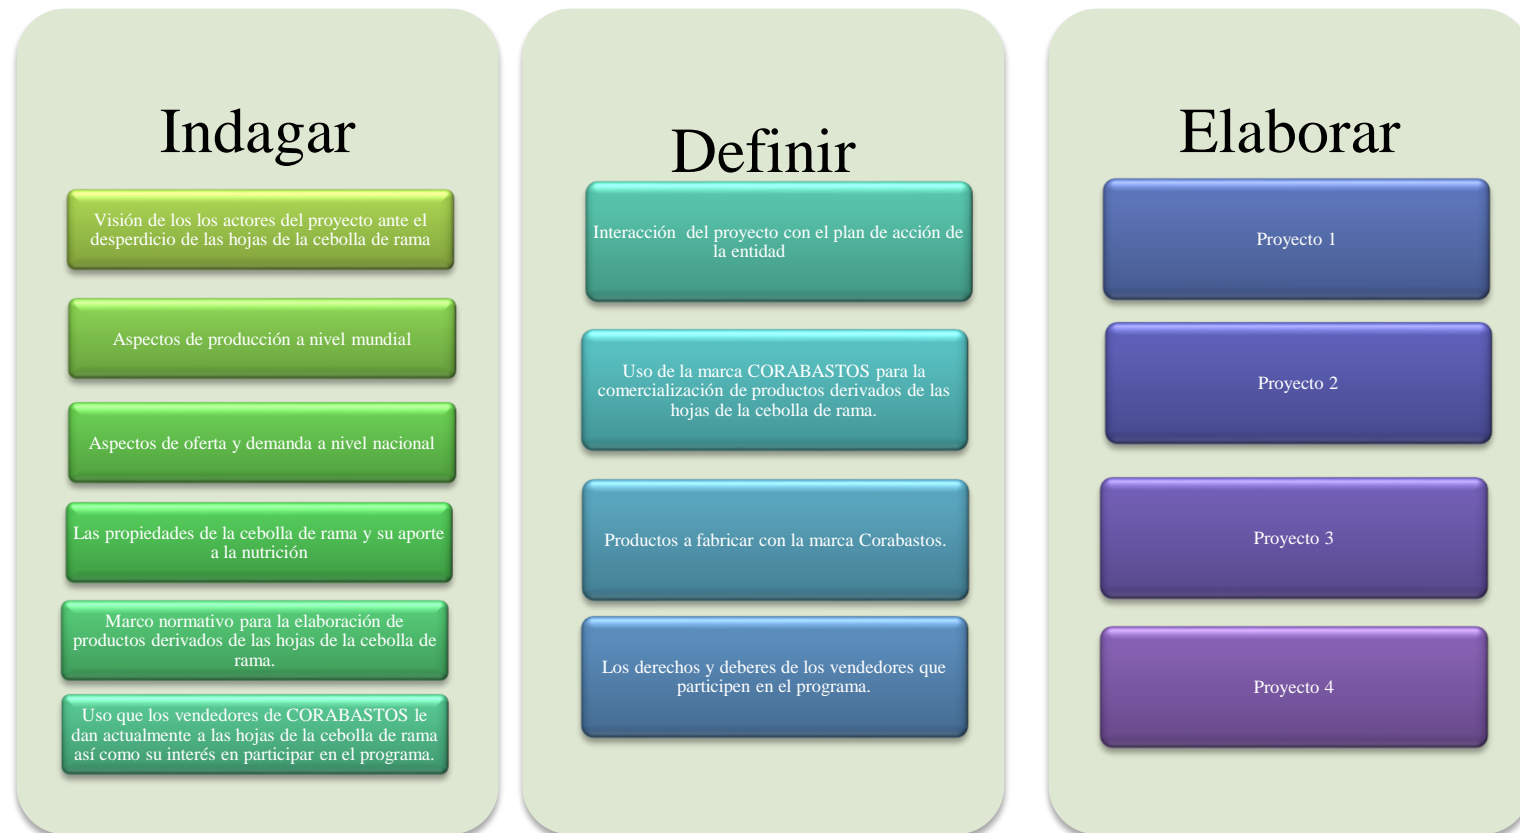 Indagar
Visión de los los actores del proyecto ante el
desperdicio de las hojas de la cebolla de rama
Aspectos de producción a nivel mundial
Aspectos de oferta y demanda a nivel nacional
Las propiedades de la cebolla de rama y su aporte
a la nutrición
Marco normativo para la elaboración de
productos derivados de las hojas de la cebolla de
rama.
Uso que los vendedores de CORABASTOS le
dan actualmente a las hojas de la cebolla de rama
así como su interés en participar en el programa.
Definir
Interacción  del proyecto con el plan de acción de
la entidad
Uso de la marca CORABASTOS para la
comercialización de productos derivados de las
hojas de la cebolla de rama.
Productos a fabricar con la marca Corabastos.
Los derechos y deberes de los vendedores que
participen en el programa.
Elaborar
Proyecto 1
Proyecto 2
Proyecto 3
Proyecto 4